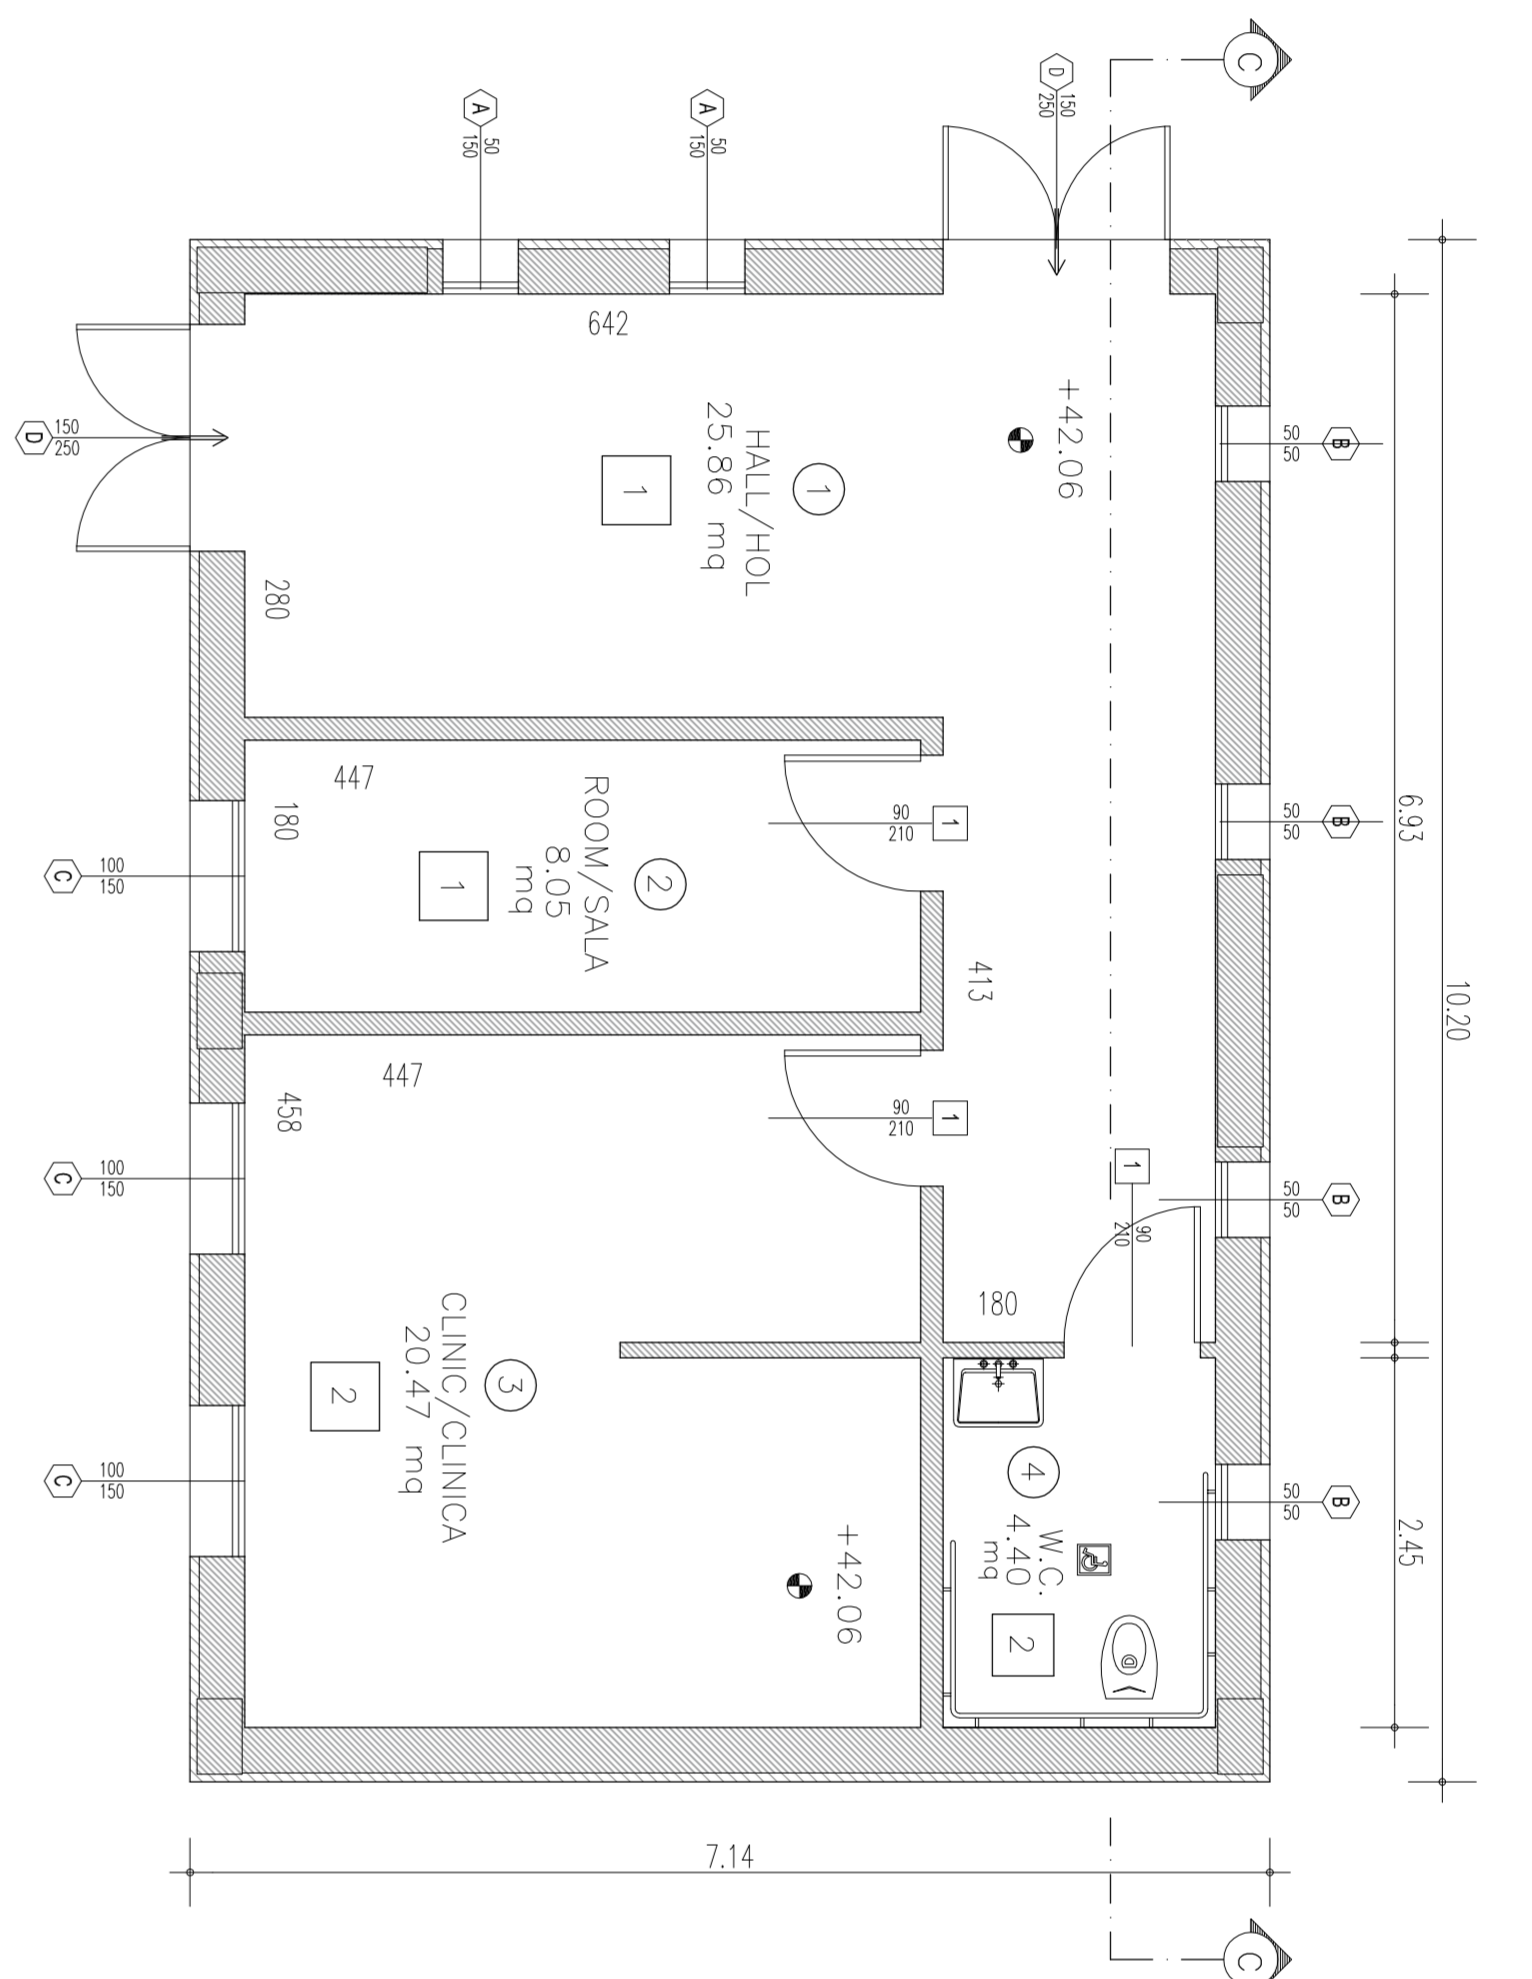 C
D
150
250
A
50
150
A
50
150
642
+42.06
1
HALL/HOL
25.86 mq
1
280
D
150
250
B
50
50
B
50
50
6.93
10.20
447
180
2
ROOM/SALA
8.05
mq
1
1
90
210
413
C
100
150
447
458
1
90
210
1
90
210
B
50
50
C
100
150
180
3
CLINIC/CLINICA
20.47 mq
2
+42.06
C
100
150
4
W.C.
4.40
mq
2
D
B
50
50
2.45
7.14
C